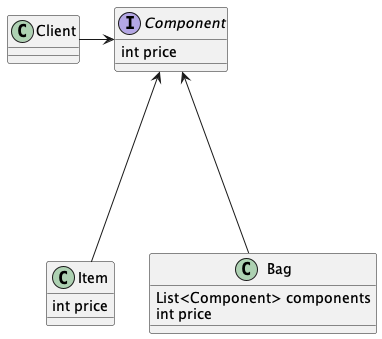 C Client
I Component
int price
C Item
int price
C Bag
List<Component> components
int price